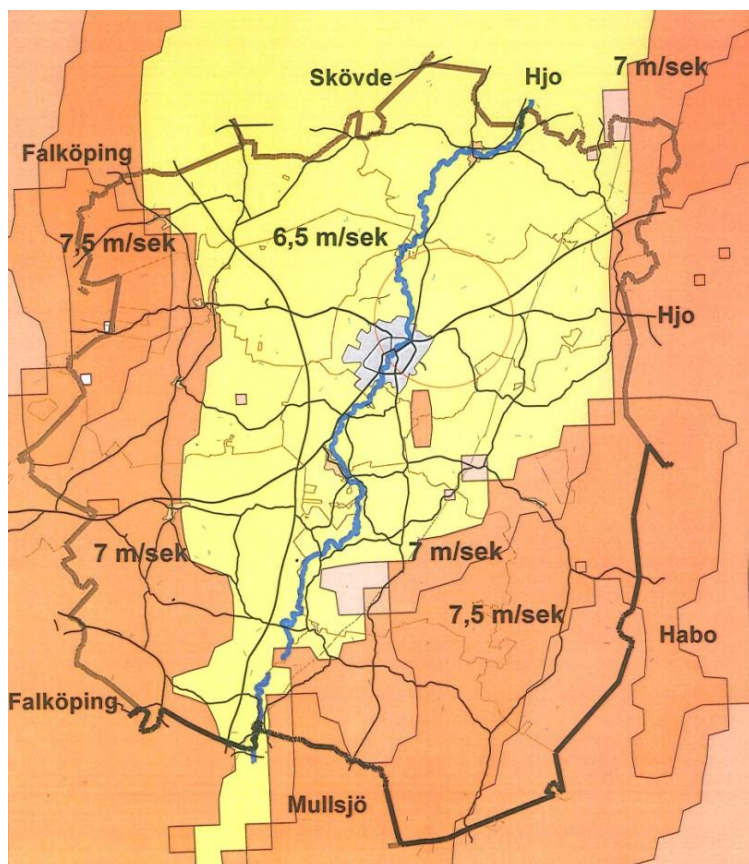 7 m/sek
Skövde
Hjo
Falköping
7,5 m/sek
6,5 m/sek
Hjo
7 m/sek
7 m/sek
7,5 m/sek
Habo
Falköping
Mullsjö